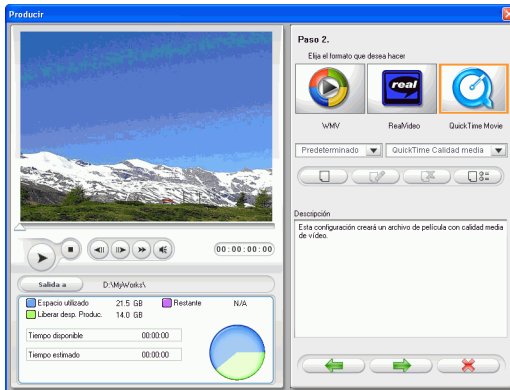 Producir
Paso 2.
Elija el formato que desea hacer
real
WMV
RealVideo
QuickTime Movie
Predeterminado
QuickTime Calidad media
Descripción
Esta configuración creará un archivo de película con calidad media
de vídeo.
00:00:00:00
Salida a
D:\MyWorks\
Espacio utilizado
21.5 GB
Restante
N/A
Liberar desp. Produc.
14.0 GB
Tiempo disponible
00:00:00
Tiempo estimado
00:00:00